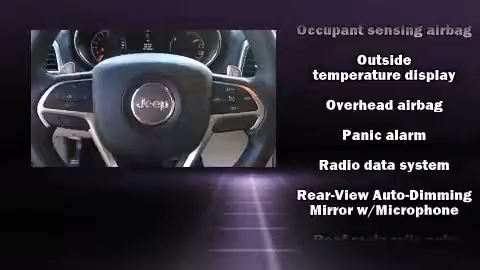 Occupant sensing airbag
Outside
temperature display
Overhead airbag
Panic alarm
Radio data system
Rear-View Auto-Dimming
Mirror w/Microphone
Jeep